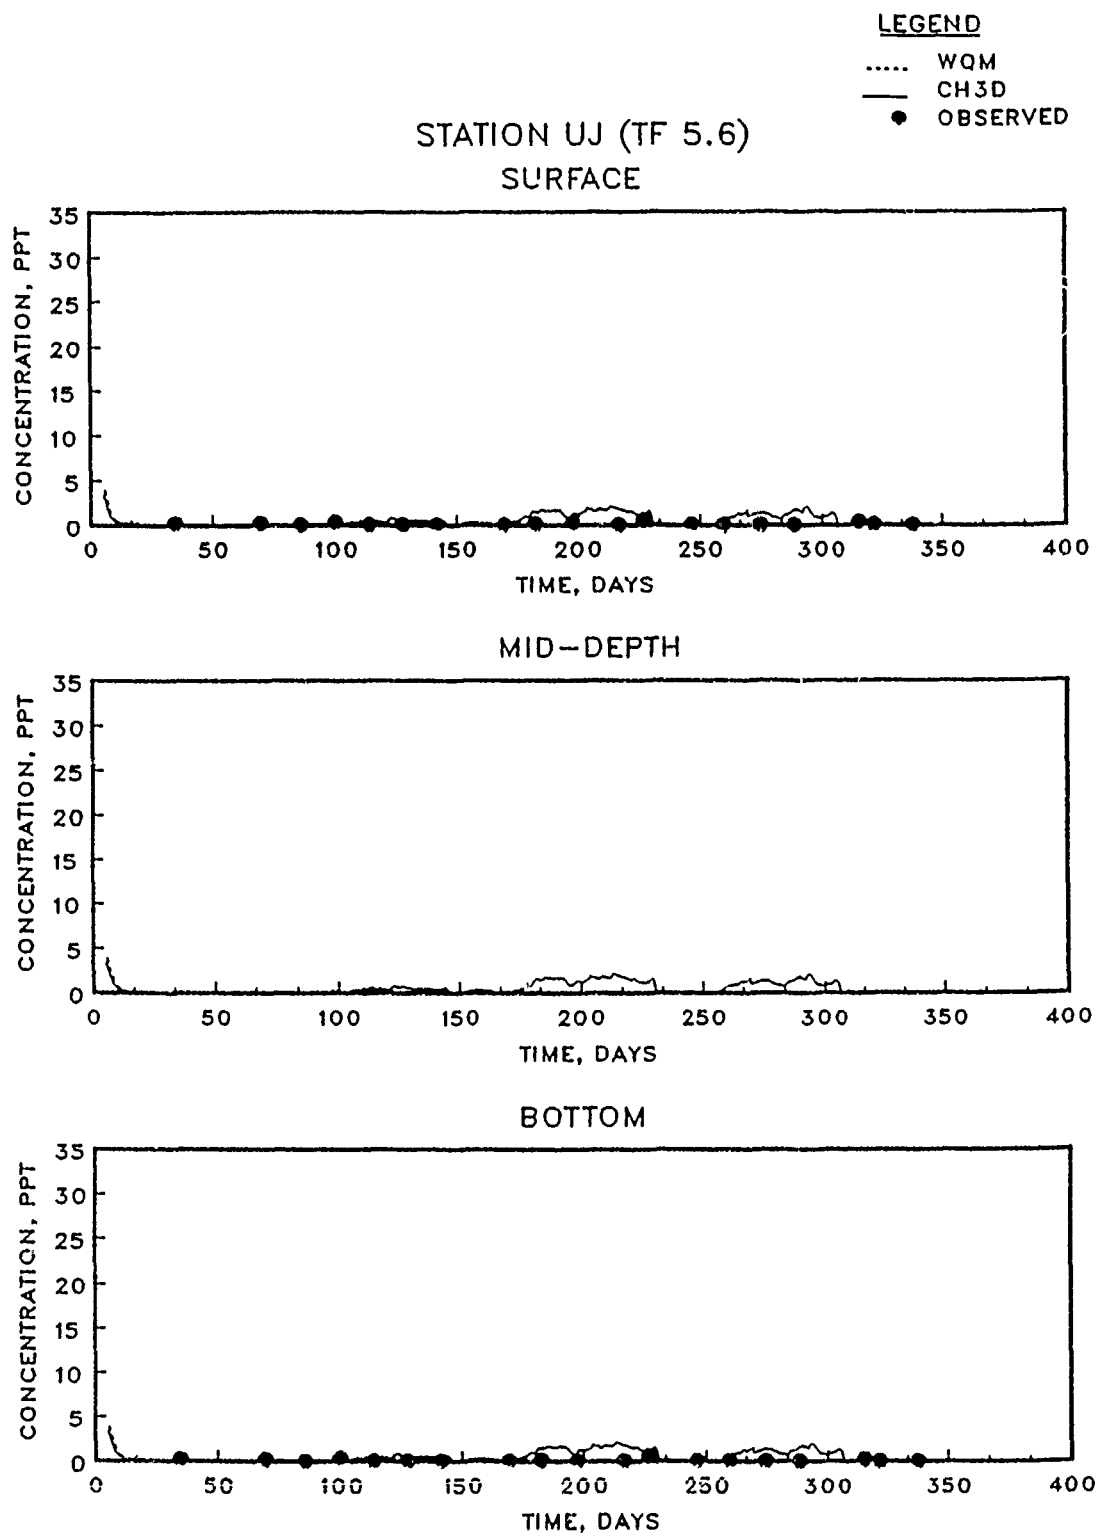 LEGEND
WQM
CH3D
OBSERVED
STATION UJ (TF 5.6)
SURFACE
CONCENTRATION, PPT
35
30
25
20
15
10
5
0
0 50 100 150 200 250 300 350 400
TIME, DAYS
MID-DEPTH
CONCENTRATION, PPT
35
30
25
20
15
10
5
0
0 50 100 150 200 250 300 350 400
TIME, DAYS
BOTTOM
CONCENTRATION, PPT
35
30
25
20
15
10
5
0
0 50 100 150 200 250 300 350 400
TIME, DAYS